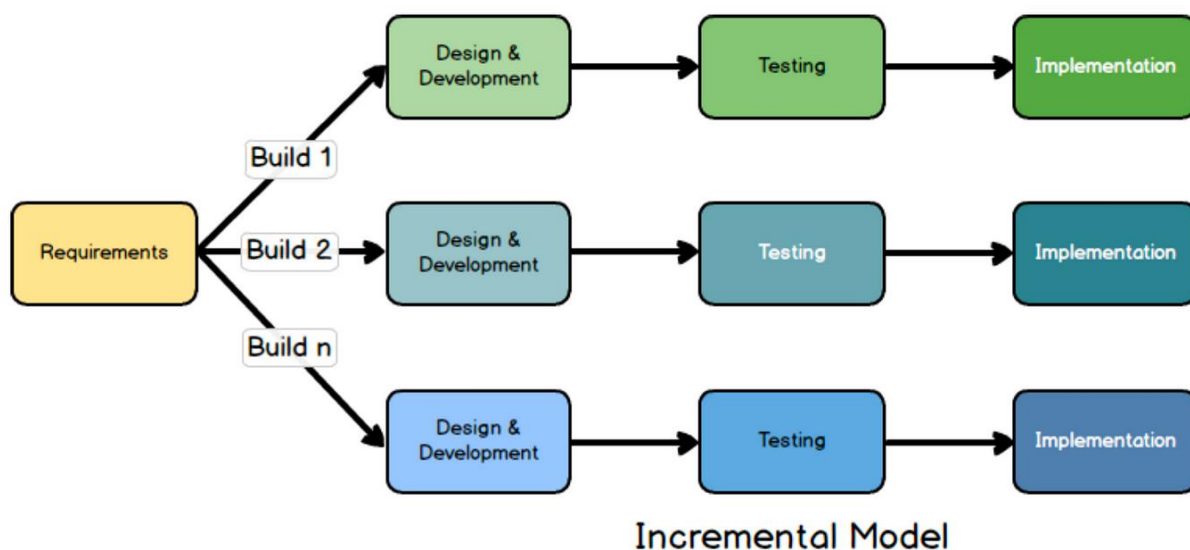 Design &
Development
Testing
Implementation
Build 1
Requirements
Build 2
Design &
Development
Testing
Implementation
Build n
Design &
Development
Testing
Implementation
Incremental Model